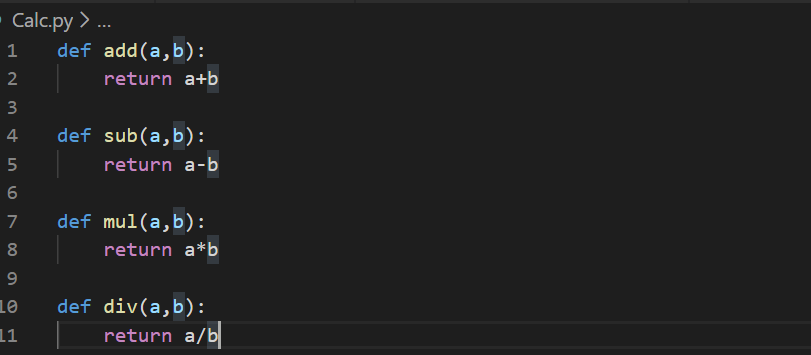 Calc.py > ...
1 def add(a,b):
2     return a+b
3
4 def sub(a,b):
5     return a-b
6
7 def mul(a,b):
8     return a*b
9
10 def div(a,b):
11     return a/b